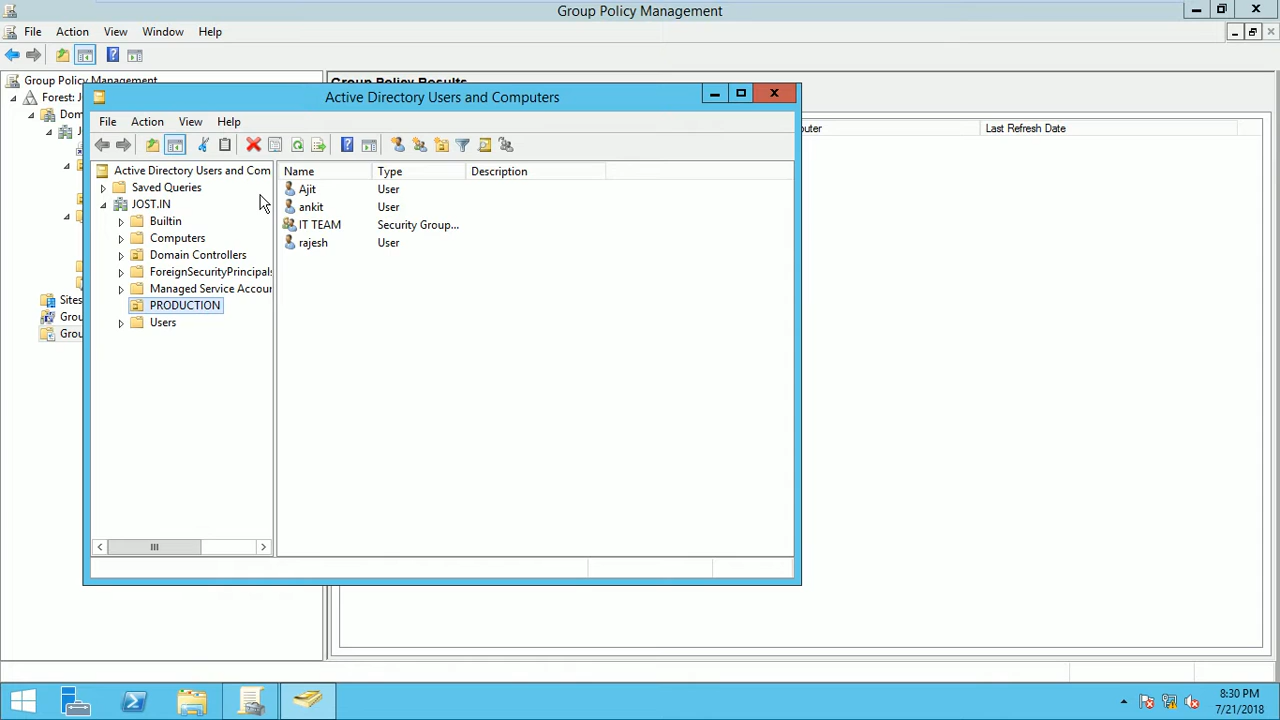 Group Policy Management
File Action View Window Help
Group Policy Management
Forest: J
Dom
J
Sites
Grou
Grou
Group Policy Results
uter Last Refresh Date
Active Directory Users and Computers
File Action View Help
Active Directory Users and Com
Saved Queries
JOST.IN
Builtin
Computers
Domain Controllers
ForeignSecurityPrincipals
Managed Service Accour
PRODUCTION
Users
Name Type Description
Ajit User
ankit User
IT TEAM Security Group...
rajesh User
8:30 PM
7/21/2018